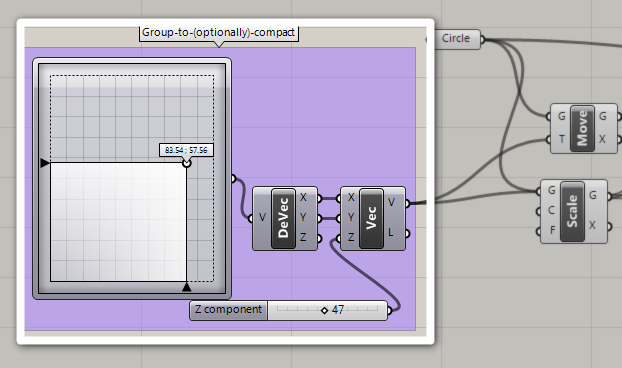 Group-to-(optionally)-compact
Circle
83.54 ; 57.56
V DeVec X Y Z
X Y Z Vec V L
G T Move G X
G C F Scale G X
Z component 47